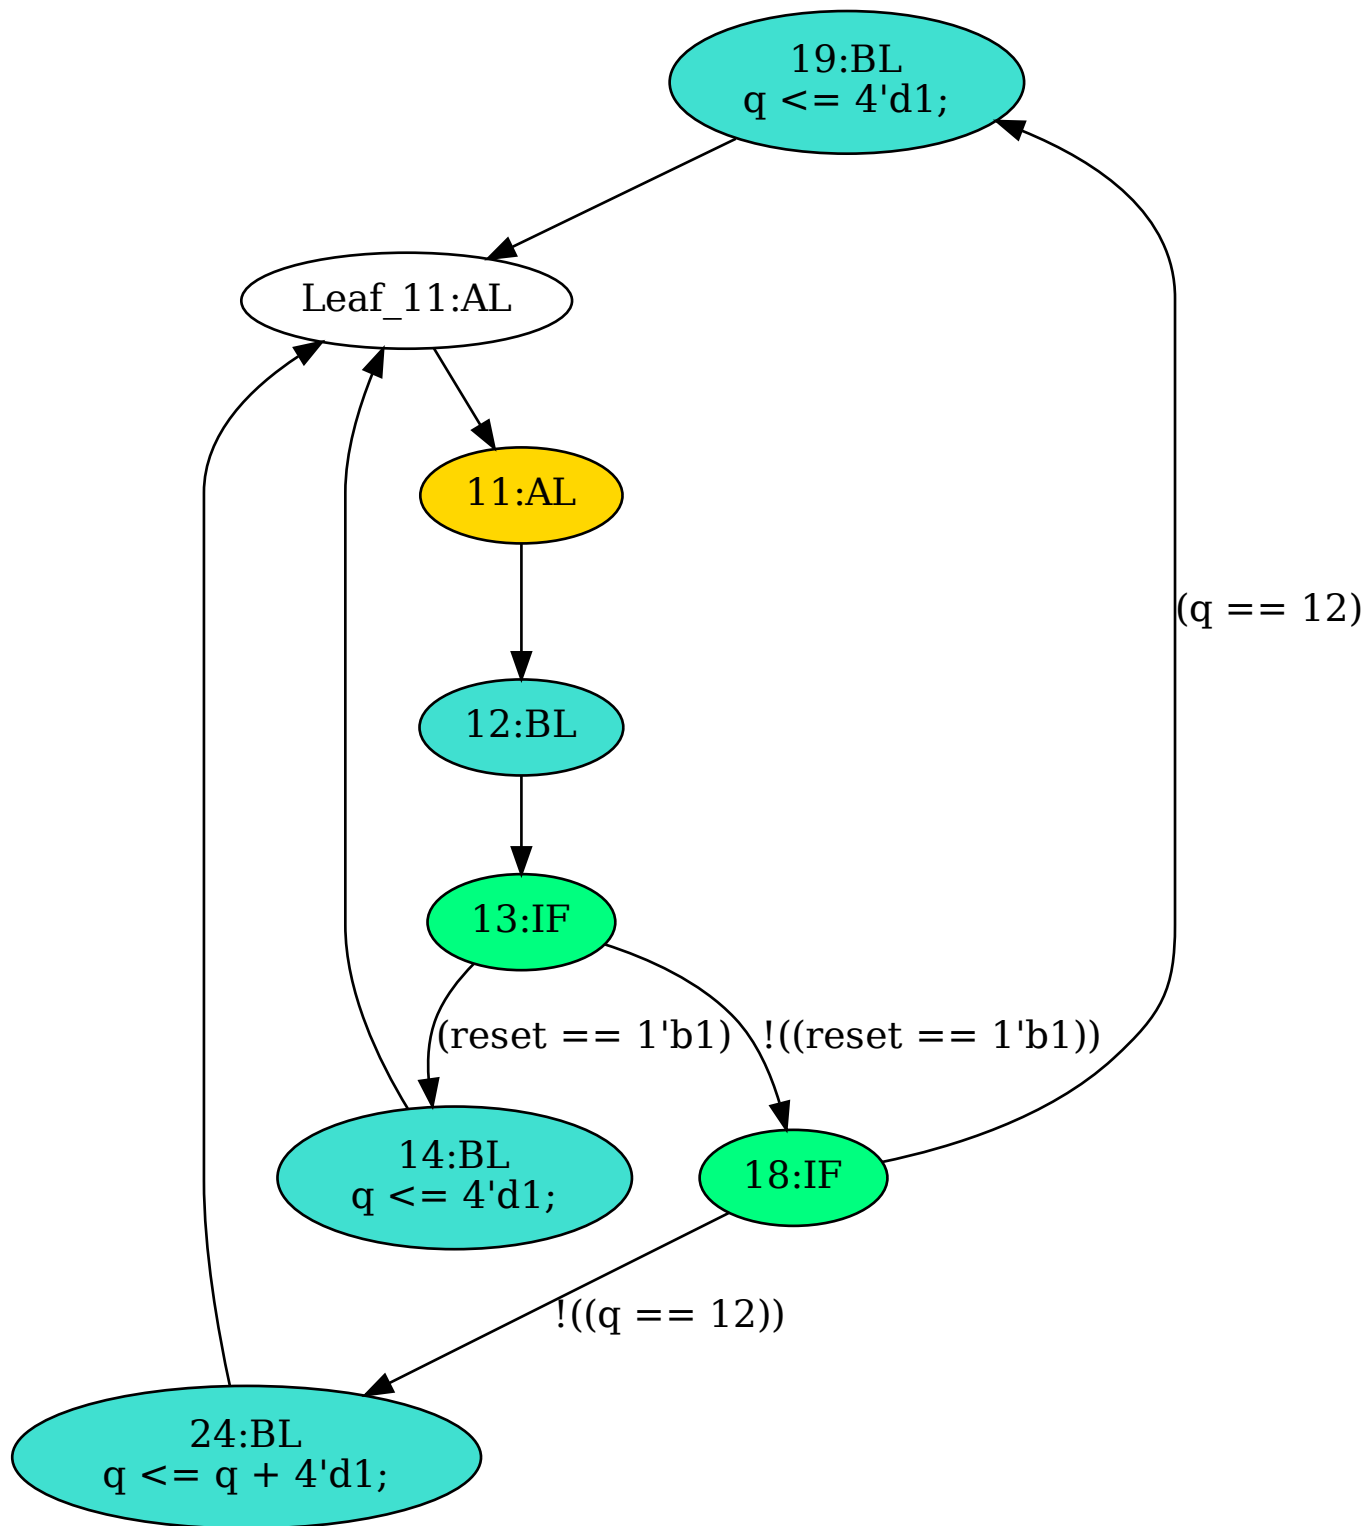 19:BL
q <= 4'd1;
Leaf_11:AL
11:AL
(q == 12)
12:BL
13:IF
(reset == 1'b1)
!((reset == 1'b1))
14:BL
q <= 4'd1;
18:IF
!((q == 12))
24:BL
q <= q + 4'd1;